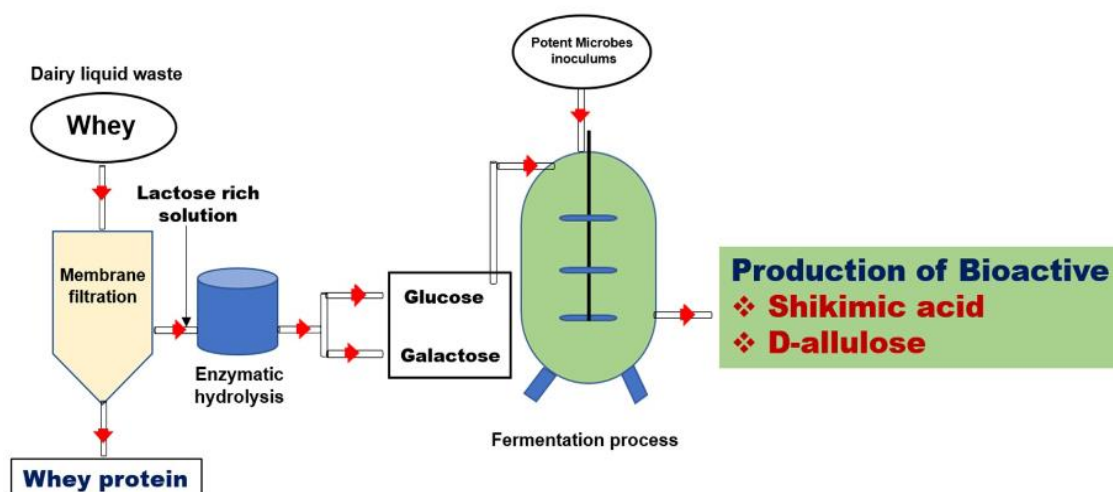 Potent Microbes
inoculums
Dairy liquid waste
Whey
Lactose rich
solution
Membrane
filtration
Glucose
Galactose
Enzymatic
hydrolysis
Production of Bioactive
❖ Shikimic acid
❖ D-allulose
Fermentation process
Whey protein